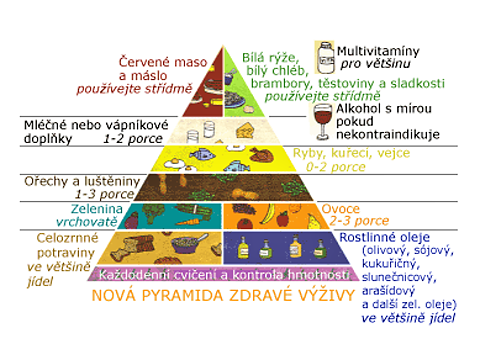 Červené maso
a máslo
používejte střídmě
Bílá rýže,
bílý chléb,
brambory, těstoviny a sladkosti
používejte střídmě
Multivitamíny
pro většinu
Alkohol s mírou
pokud
nekontraindikuje
Mléčné nebo vápníkové
doplňky 1-2 porce
Ryby, kuřecí, vejce
0-2 porce
Ořechy a luštěniny
1-3 porce
Zelenina
vrchovatě
Ovoce
2-3 porce
Celozrnné
potraviny
ve většině
jídel
Rostlinné oleje
(olivový, sójový,
kukuřičný,
slunečnicový,
arašídový
a další zel. oleje)
ve většině jídel
Každodenní cvičení a kontrola hmotnosti
NOVÁ PYRAMIDA ZDRAVÉ VÝŽIVY